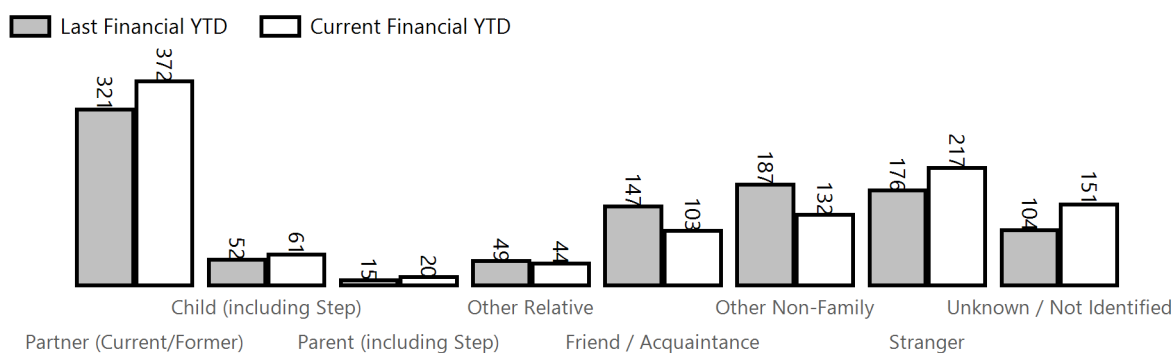 Last Financial YTD Current Financial YTD
321 372 52 61 15 20 49 44 147 103 187 132 176 217 104 151
Child (including Step) Other Relative Other Non-Family Unknown / Not Identified
Partner (Current/Former) Parent (including Step) Friend / Acquaintance Stranger